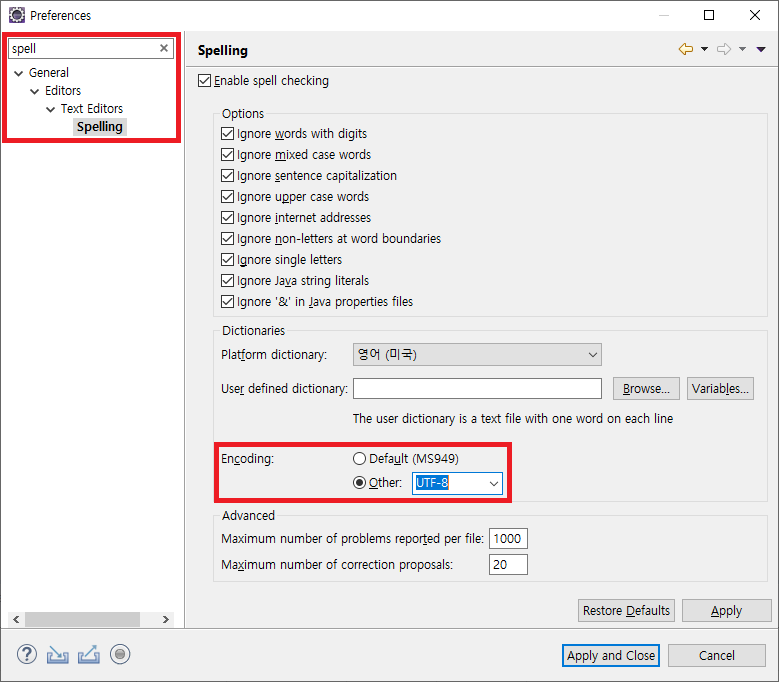 Preferences
spell
General
Editors
Text Editors
Spelling
Spelling
Enable spell checking
Options
Ignore words with digits
Ignore mixed case words
Ignore sentence capitalization
Ignore upper case words
Ignore internet addresses
Ignore non-letters at word boundaries
Ignore single letters
Ignore Java string literals
Ignore '&' in Java properties files
Dictionaries
Platform dictionary: 영어 (미국)
User defined dictionary: Browse... Variables...
The user dictionary is a text file with one word on each line
Encoding: Default (MS949)
Other: UTF-8
Advanced
Maximum number of problems reported per file: 1000
Maximum number of correction proposals: 20
Restore Defaults Apply
Apply and Close Cancel